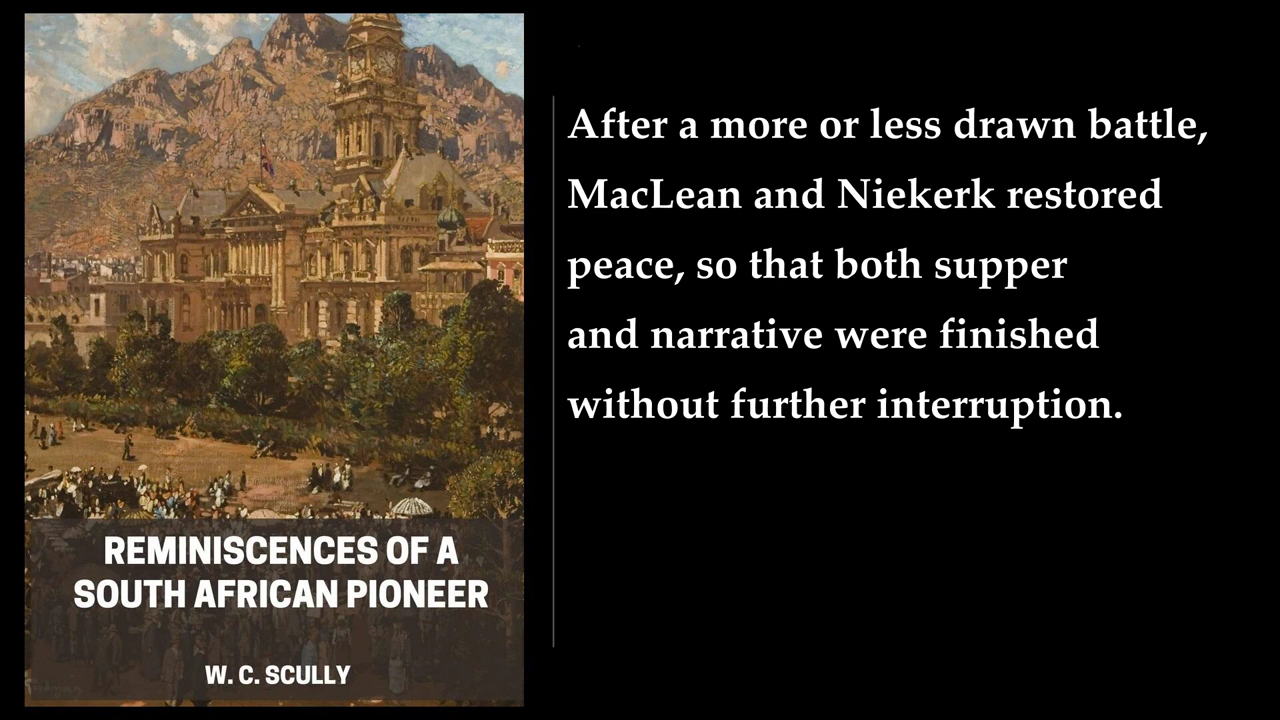 REMINISCENCES OF A
SOUTH AFRICAN PIONEER
W. C. SCULLY
After a more or less drawn battle,
MacLean and Niekerk restored
peace, so that both supper
and narrative were finished
without further interruption.